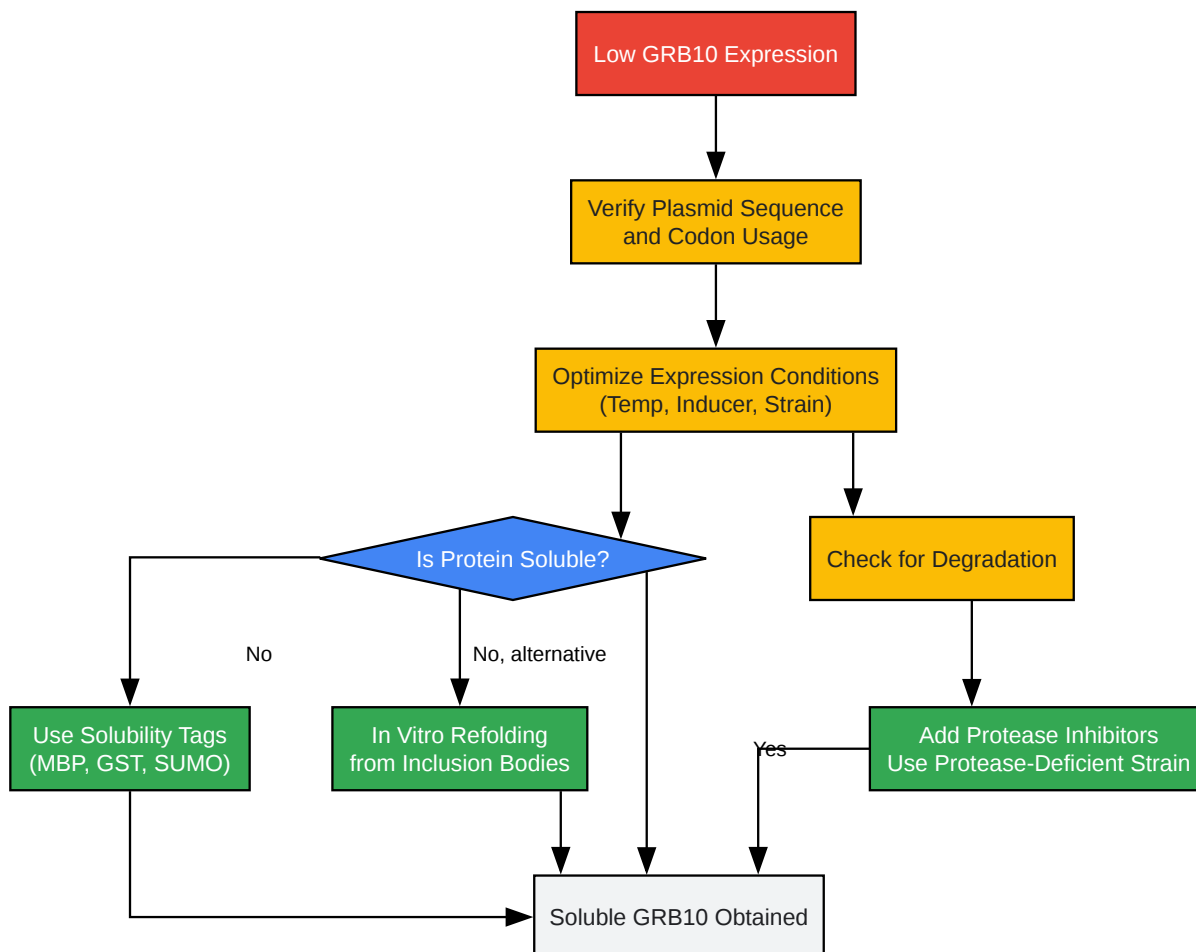 Low GRB10 Expression
Verify Plasmid Sequence
and Codon Usage
Optimize Expression Conditions
(Temp, Inducer, Strain)
Is Protein Soluble?
Check for Degradation
No
No, alternative
Use Solubility Tags
(MBP, GST, SUMO)
In Vitro Refolding
from Inclusion Bodies
Yes
Add Protease Inhibitors
Use Protease-Deficient Strain
Soluble GRB10 Obtained